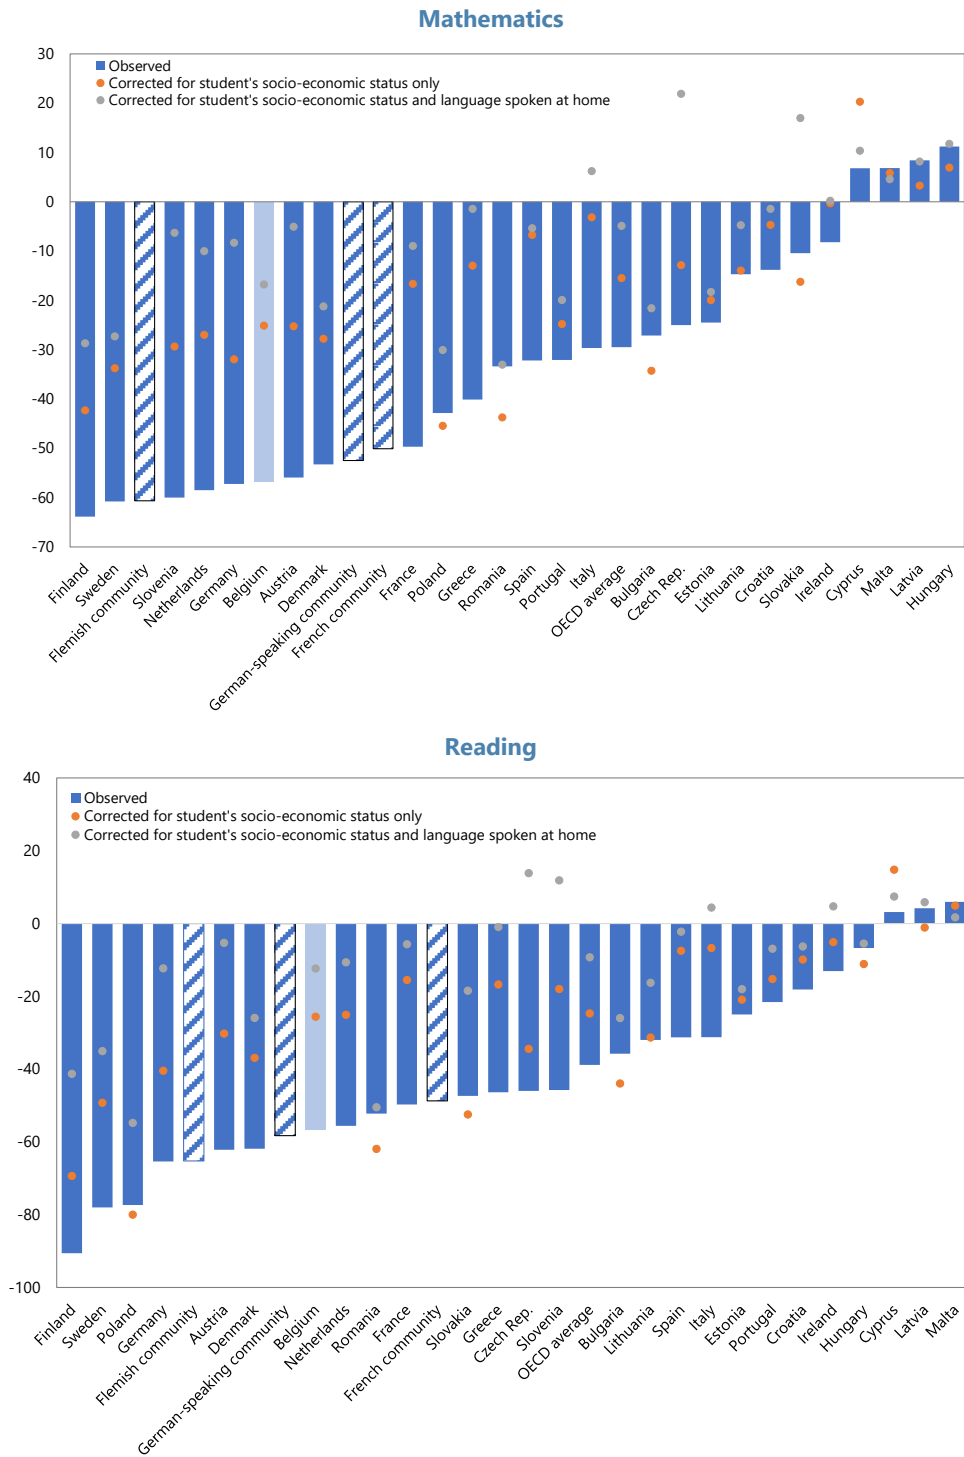 Mathematics
30
20
10
0
-10
-20
-30
-40
-50
-60
-70
Observed
Corrected for student's socio-economic status only
Corrected for student's socio-economic status and language spoken at home
Finland
Sweden
Flemish community
Slovenia
Netherlands
Germany
Belgium
Austria
Denmark
German-speaking community
French community
France
Poland
Greece
Romania
Spain
Portugal
Italy
OECD average
Bulgaria
Czech Rep.
Estonia
Lithuania
Croatia
Slovakia
Ireland
Cyprus
Malta
Latvia
Hungary
Reading
40
20
0
-20
-40
-60
-80
-100
Observed
Corrected for student's socio-economic status only
Corrected for student's socio-economic status and language spoken at home
Finland
Sweden
Poland
Germany
Flemish community
Austria
Denmark
German-speaking community
Belgium
Netherlands
Romania
France
French community
Slovakia
Greece
Czech Rep.
Slovenia
OECD average
Bulgaria
Lithuania
Spain
Italy
Estonia
Portugal
Croatia
Ireland
Hungary
Cyprus
Latvia
Malta